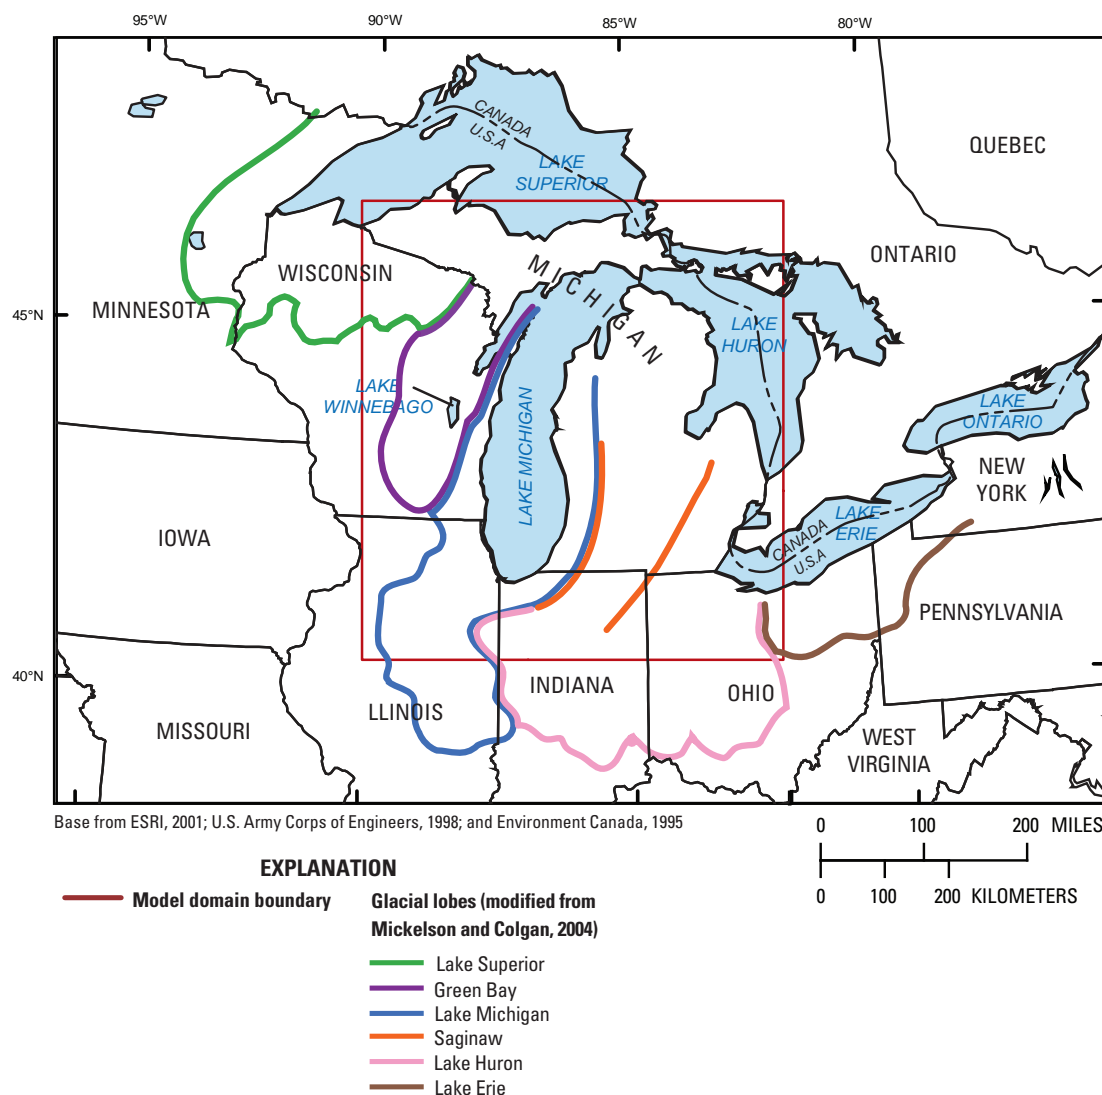 95°W
90°W
85°W
80°W
CANADA
U.S.A
QUEBEC
LAKE
SUPERIOR
ONTARIO
WISCONSIN
MICHIGAN
MINNESOTA
45°N
LAKE
HURON
LAKE
WINNEBAGO
LAKE MICHIGAN
LAKE
ONTARIO
NEW
YORK
LAKE
ERIE
CANADA
U.S.A
IOWA
PENNSYLVANIA
40°N
INDIANA
OHIO
LLINOIS
MISSOURI
WEST
VIRGINIA
Base from ESRI, 2001; U.S. Army Corps of Engineers, 1998; and Environment Canada, 1995
0 100 200 MILES
0 100 200 KILOMETERS
EXPLANATION
Model domain boundary
Glacial lobes (modified from
Mickelson and Colgan, 2004)
Lake Superior
Green Bay
Lake Michigan
Saginaw
Lake Huron
Lake Erie